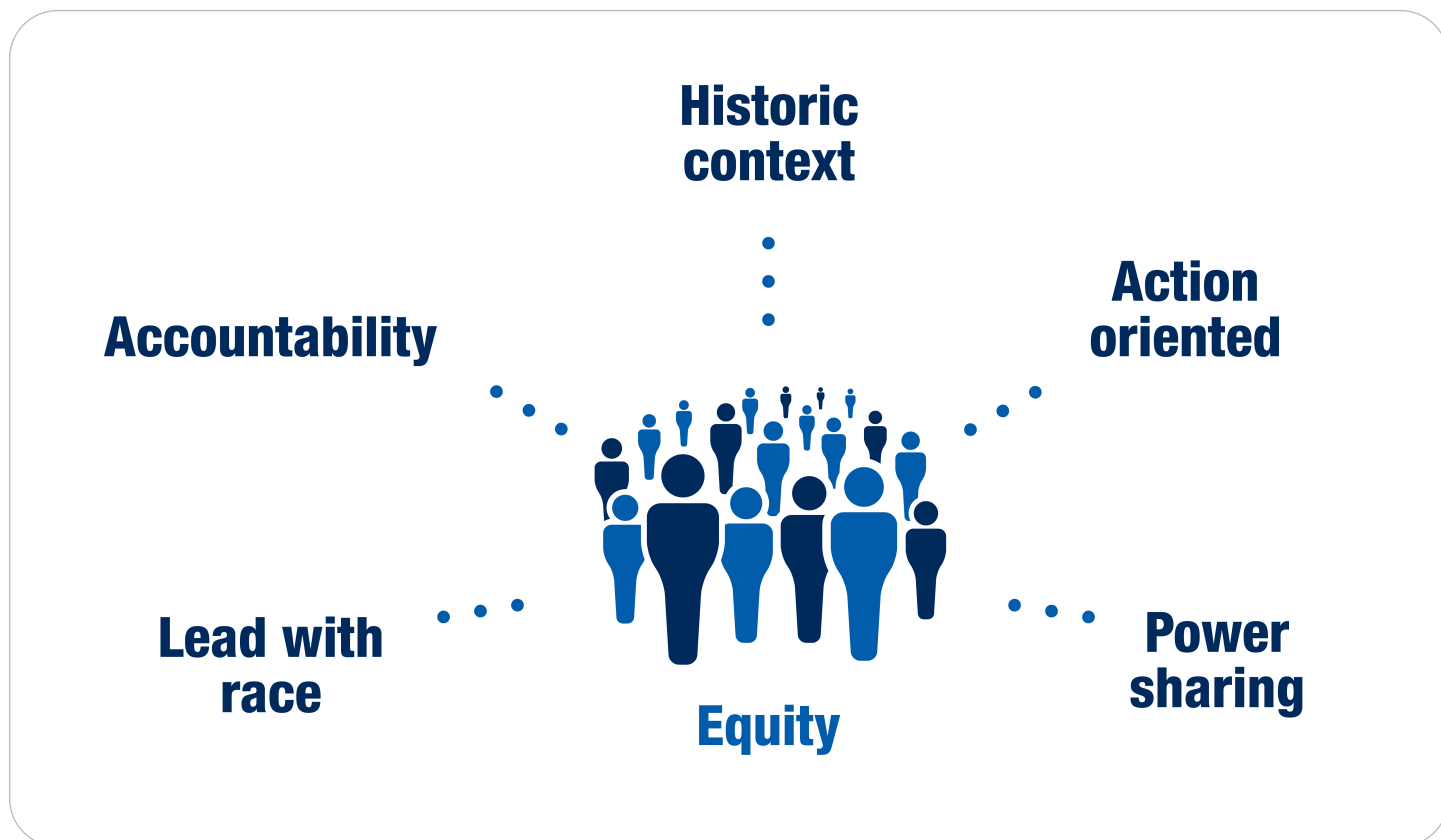 Historic
context
Action
oriented
Accountability
Lead with
race
Power
sharing
Equity